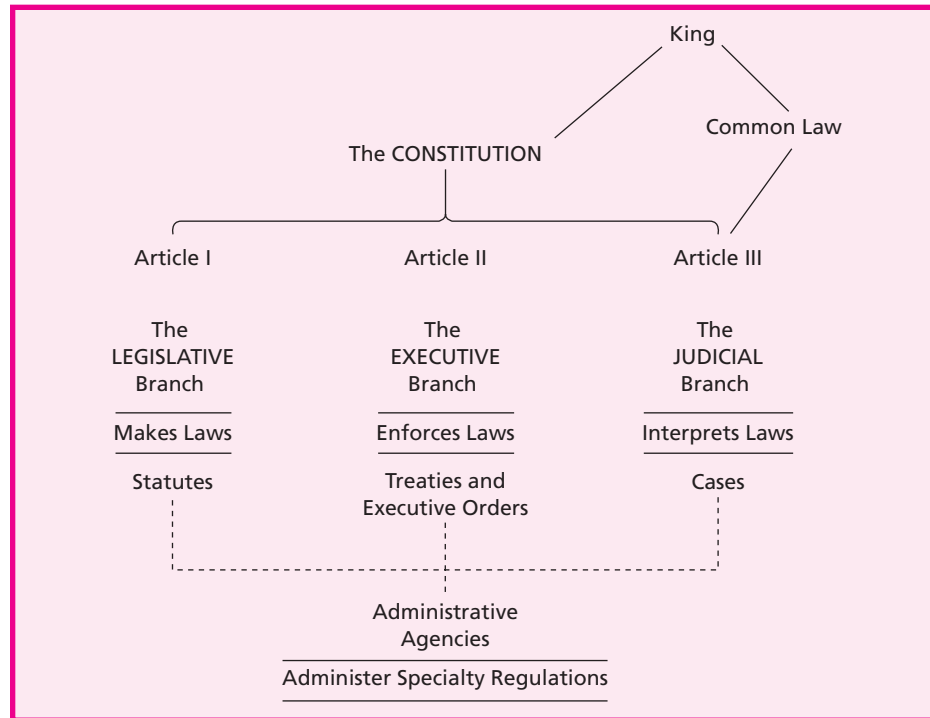 King
Common Law
The CONSTITUTION
Article I
Article II
Article III
The
LEGISLATIVE
Branch
The
EXECUTIVE
Branch
The
JUDICIAL
Branch
Makes Laws
Enforces Laws
Interprets Laws
Statutes
Treaties and
Executive Orders
Cases
Administrative
Agencies
Administer Specialty Regulations